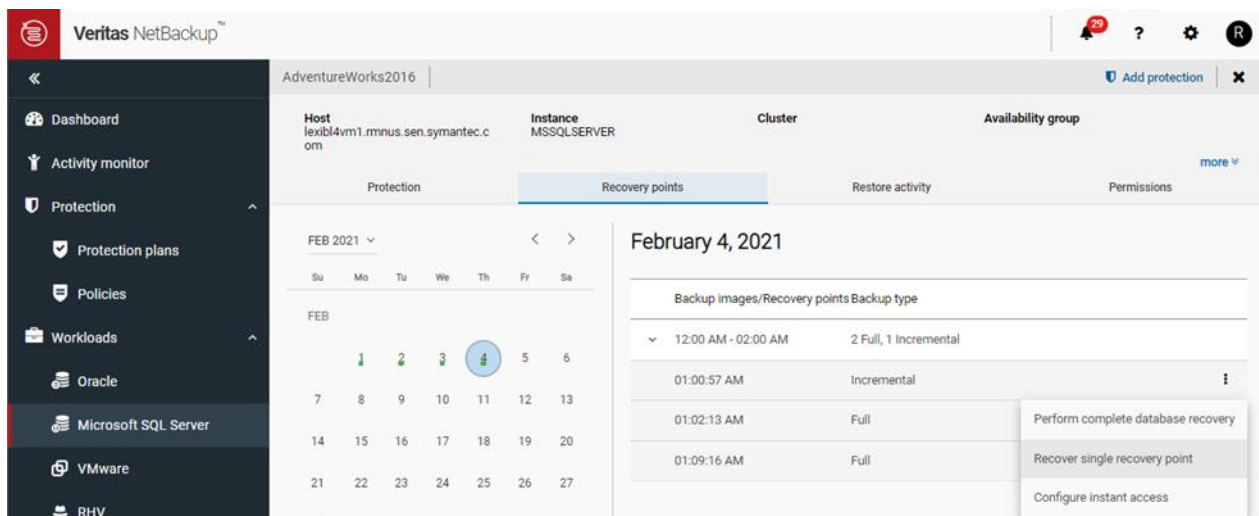 Veritas NetBackup™
29
?
R
«
AdventureWorks2016
Add protection
Dashboard
Activity monitor
Protection
Protection plans
Policies
Workloads
Oracle
Microsoft SQL Server
VMware
RHV
Host
lexibl4vm1.rmnus.sen.symantec.c
om
Instance
MSSQLSERVER
Cluster
Availability group
more
Protection
Recovery points
Restore activity
Permissions
FEB 2021
< >
Su Mo Tu We Th Fr Sa
FEB
1 2 3 4 5 6
7 8 9 10 11 12 13
14 15 16 17 18 19 20
21 22 23 24 25 26 27
February 4, 2021
Backup images/Recovery points Backup type
12:00 AM - 02:00 AM 2 Full, 1 Incremental
01:00:57 AM Incremental
01:02:13 AM Full
01:09:16 AM Full
Perform complete database recovery
Recover single recovery point
Configure instant access